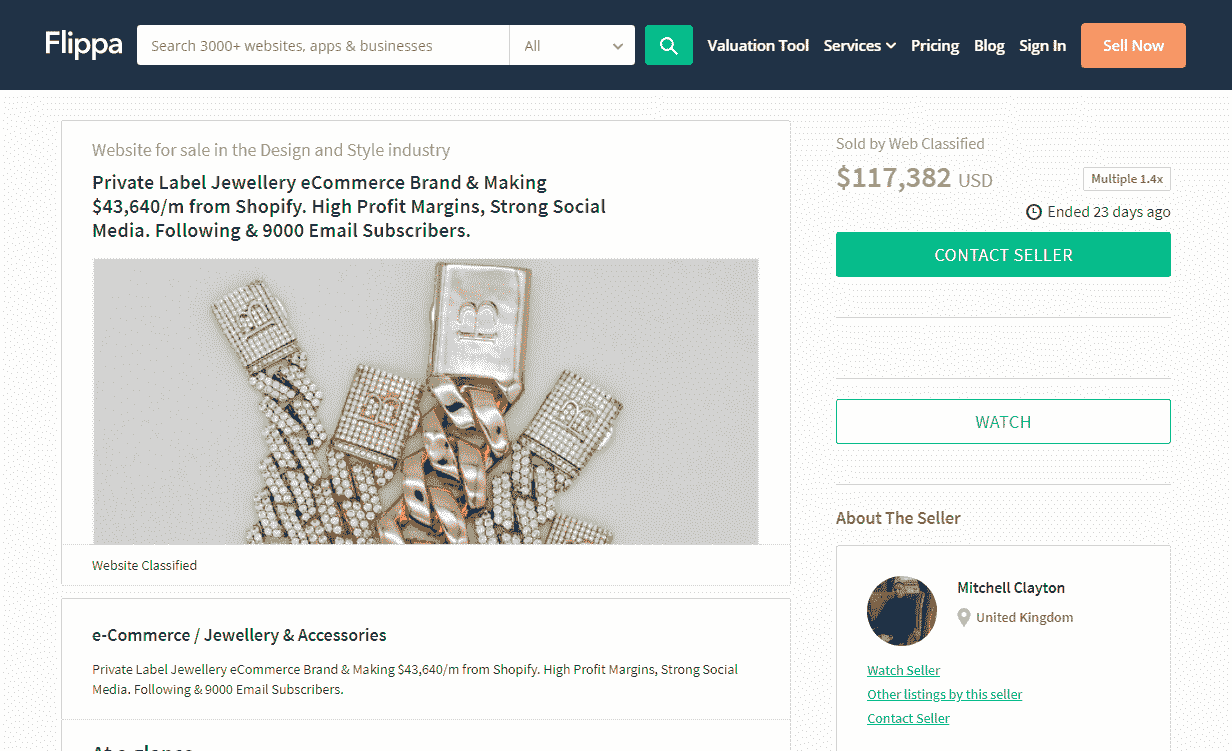 Flippa
Search 3000+ websites, apps & businesses
All
Valuation Tool
Services
Pricing
Blog
Sign In
Sell Now
Website for sale in the Design and Style industry
Private Label Jewellery eCommerce Brand & Making
$43,640/m from Shopify. High Profit Margins, Strong Social
Media. Following & 9000 Email Subscribers.
B
B
B
B
Website Classified
e-Commerce / Jewellery & Accessories
Private Label Jewellery eCommerce Brand & Making $43,640/m from Shopify. High Profit Margins, Strong Social
Media. Following & 9000 Email Subscribers.
At a glance
Sold by Web Classified
$117,382 USD
Multiple 1.4x
Ended 23 days ago
CONTACT SELLER
WATCH
About The Seller
Mitchell Clayton
United Kingdom
Watch Seller
Other listings by this seller
Contact Seller